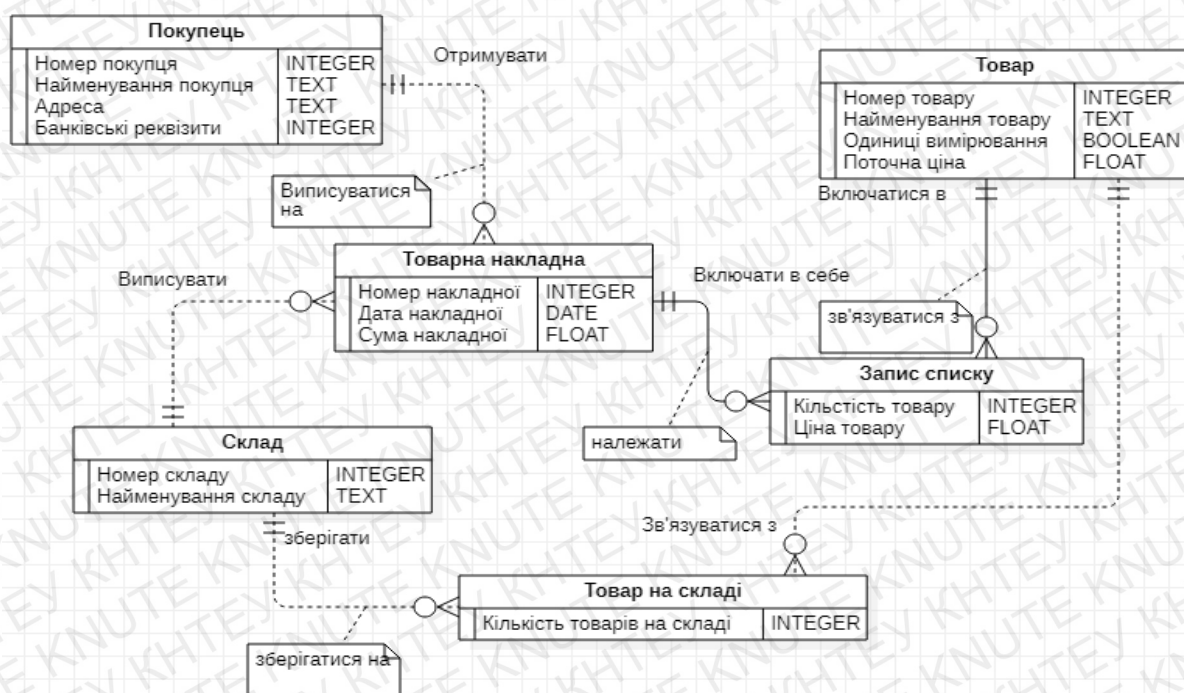 Покупець
Номер покупця INTEGER
Найменування покупця TEXT
Адреса TEXT
Банківські реквізити INTEGER
Отримувати
Товар
Номер товару INTEGER
Найменування товару TEXT
Одиниці вимірювання BOOLEAN
Поточна ціна FLOAT
Виписуватися
на
Включатися в
Товарна накладна
Номер накладної INTEGER
Дата накладної DATE
Сума накладної FLOAT
Виписувати
Включати в себе
зв'язуватися з
Запис списку
Кільстість товару INTEGER
Ціна товару FLOAT
належати
Склад
Номер складу INTEGER
Найменування складу TEXT
зберігати
Зв'язуватися з
Товар на складі
Кількість товарів на складі INTEGER
зберігатися на
KNUTE KHTEY